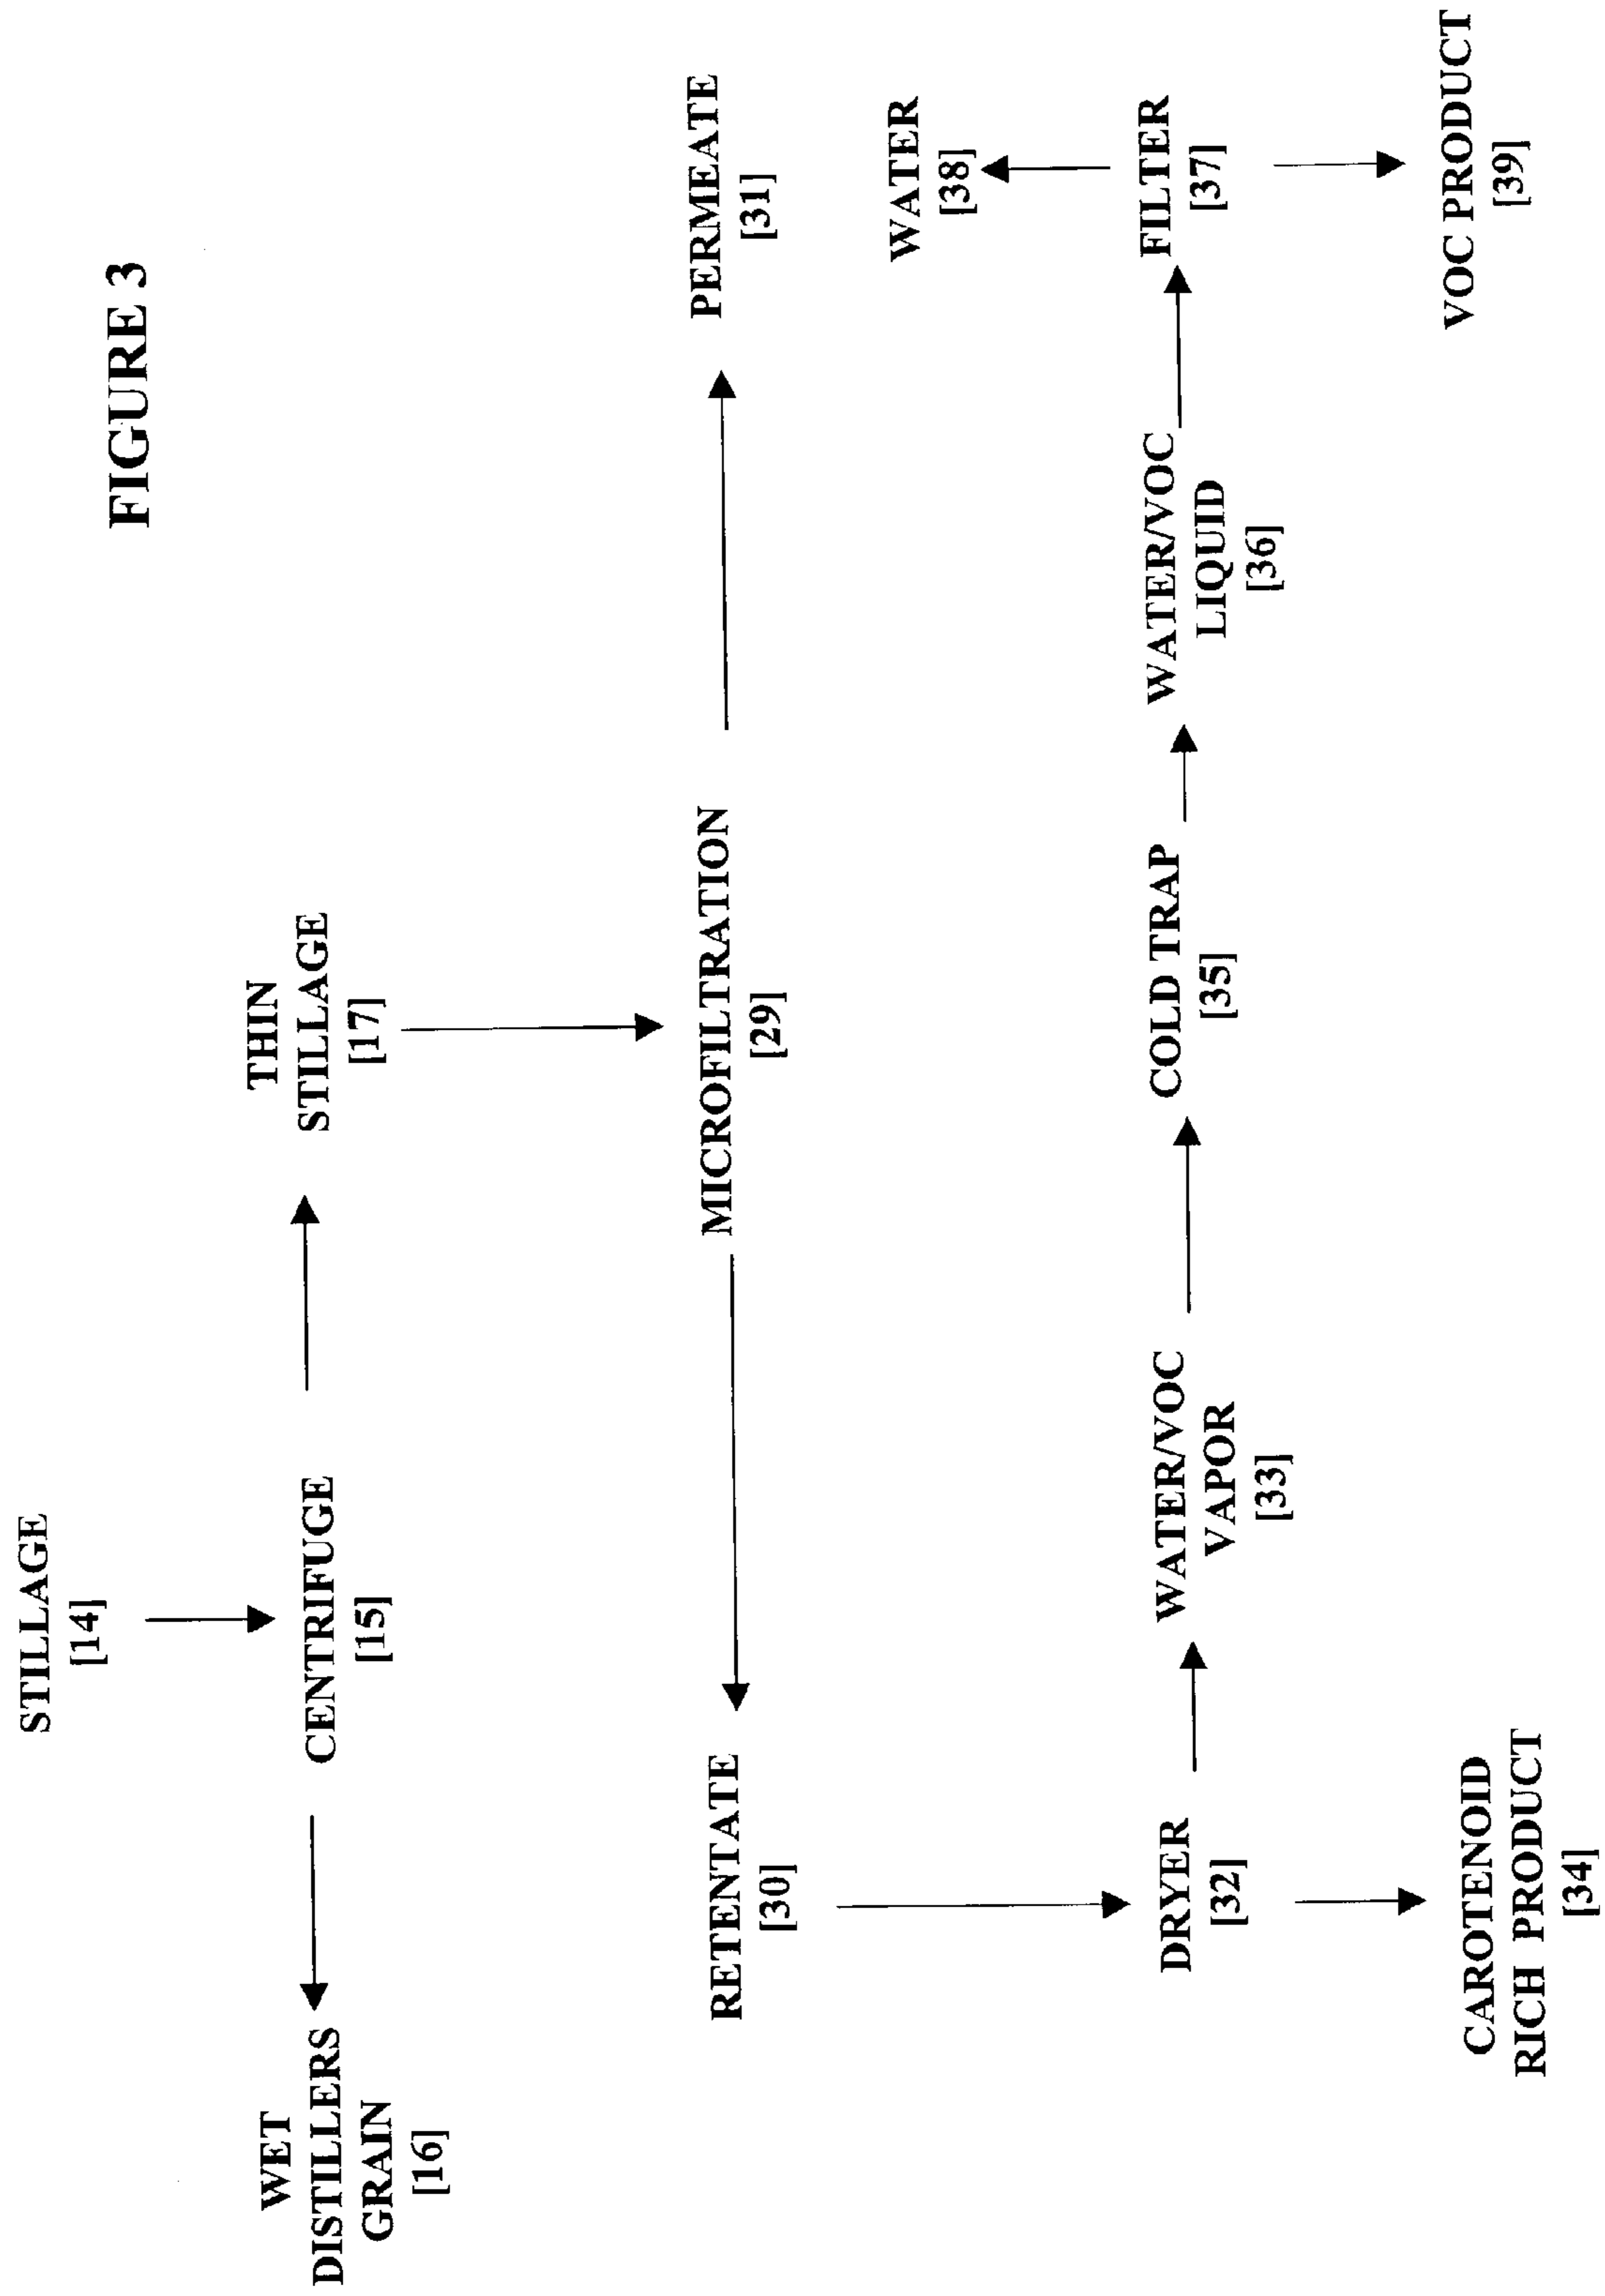 FIGURE 3
STILLAGE
[14]
WET
DISTILLERS
GRAIN
[16]
CENTRIFUGE
[15]
THIN
STILLAGE
[17]
RETENTATE
[30]
MICROFILTRATION
[29]
PERMEATE
[31]
DRYER
[32]
WATER/VOC
VAPOR
[33]
COLD TRAP
[35]
WATER/VOC
LIQUID
[36]
WATER
[38]
FILTER
[37]
CAROTENOID
RICH PRODUCT
[34]
VOC PRODUCT
[39]